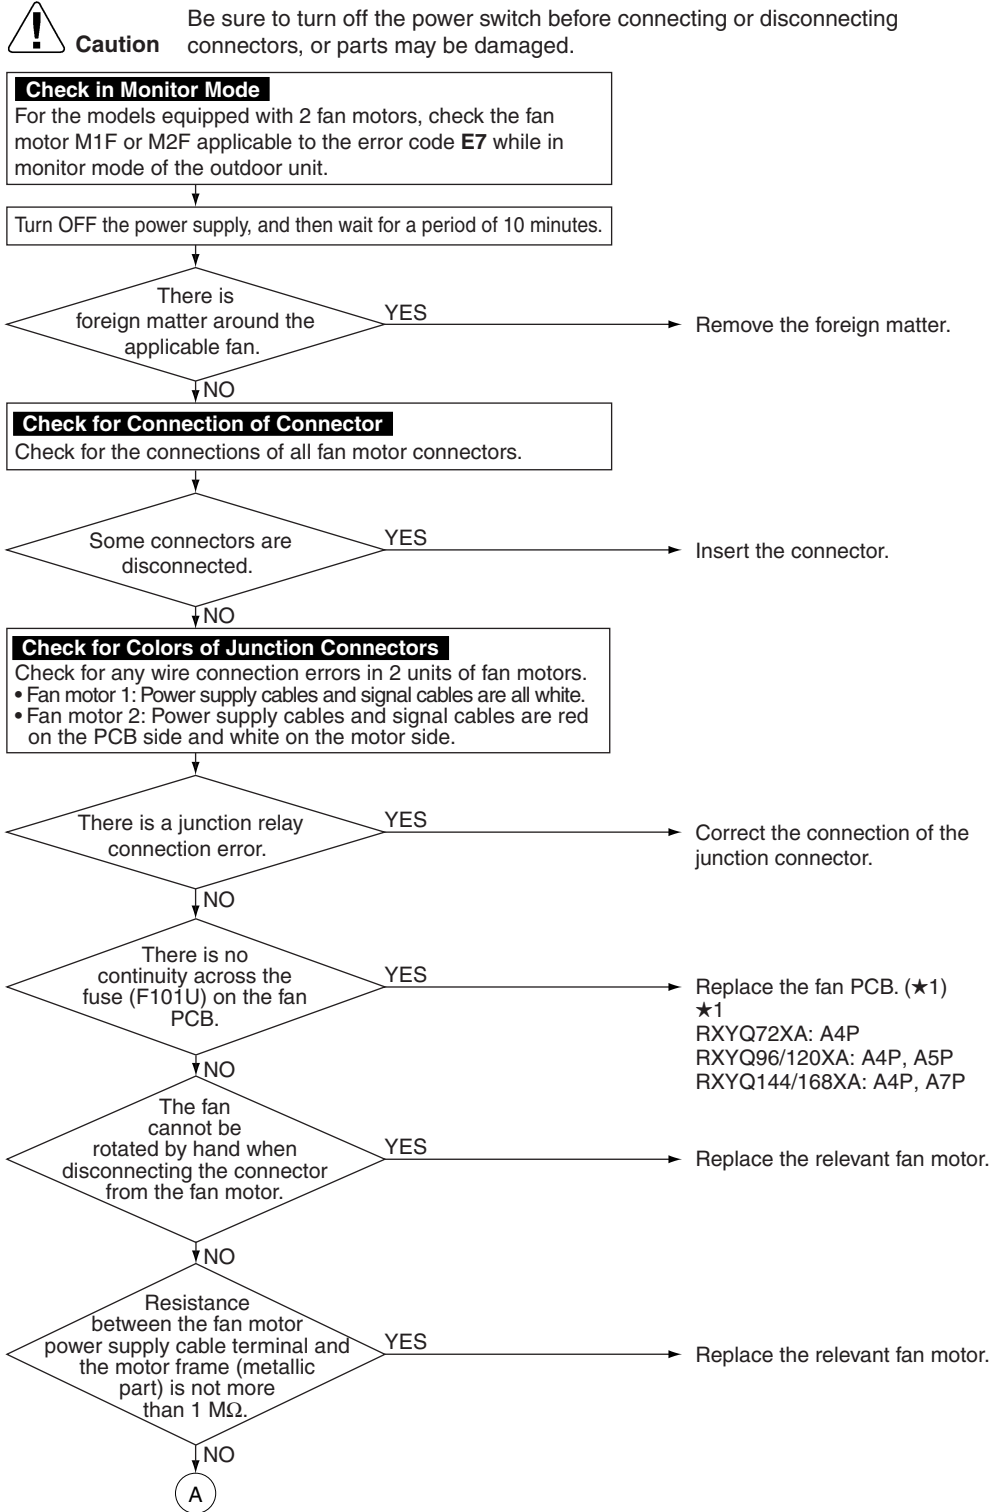 Caution
Be sure to turn off the power switch before connecting or disconnecting
connectors, or parts may be damaged.
Check in Monitor Mode
For the models equipped with 2 fan motors, check the fan
motor M1F or M2F applicable to the error code E7 while in
monitor mode of the outdoor unit.
Turn OFF the power supply, and then wait for a period of 10 minutes.
There is
foreign matter around the
applicable fan.
YES
Remove the foreign matter.
NO
Check for Connection of Connector
Check for the connections of all fan motor connectors.
Some connectors are
disconnected.
YES
Insert the connector.
NO
Check for Colors of Junction Connectors
Check for any wire connection errors in 2 units of fan motors.
• Fan motor 1: Power supply cables and signal cables are all white.
• Fan motor 2: Power supply cables and signal cables are red
on the PCB side and white on the motor side.
There is a junction relay
connection error.
YES
Correct the connection of the
junction connector.
NO
There is no
continuity across the
fuse (F101U) on the fan
PCB.
YES
Replace the fan PCB. (★1)
★1
RXYQ72XA: A4P
RXYQ96/120XA: A4P, A5P
RXYQ144/168XA: A4P, A7P
NO
The fan
cannot be
rotated by hand when
disconnecting the connector
from the fan motor.
YES
Replace the relevant fan motor.
NO
Resistance
between the fan motor
power supply cable terminal and
the motor frame (metallic
part) is not more
than 1 MΩ.
YES
Replace the relevant fan motor.
NO
A